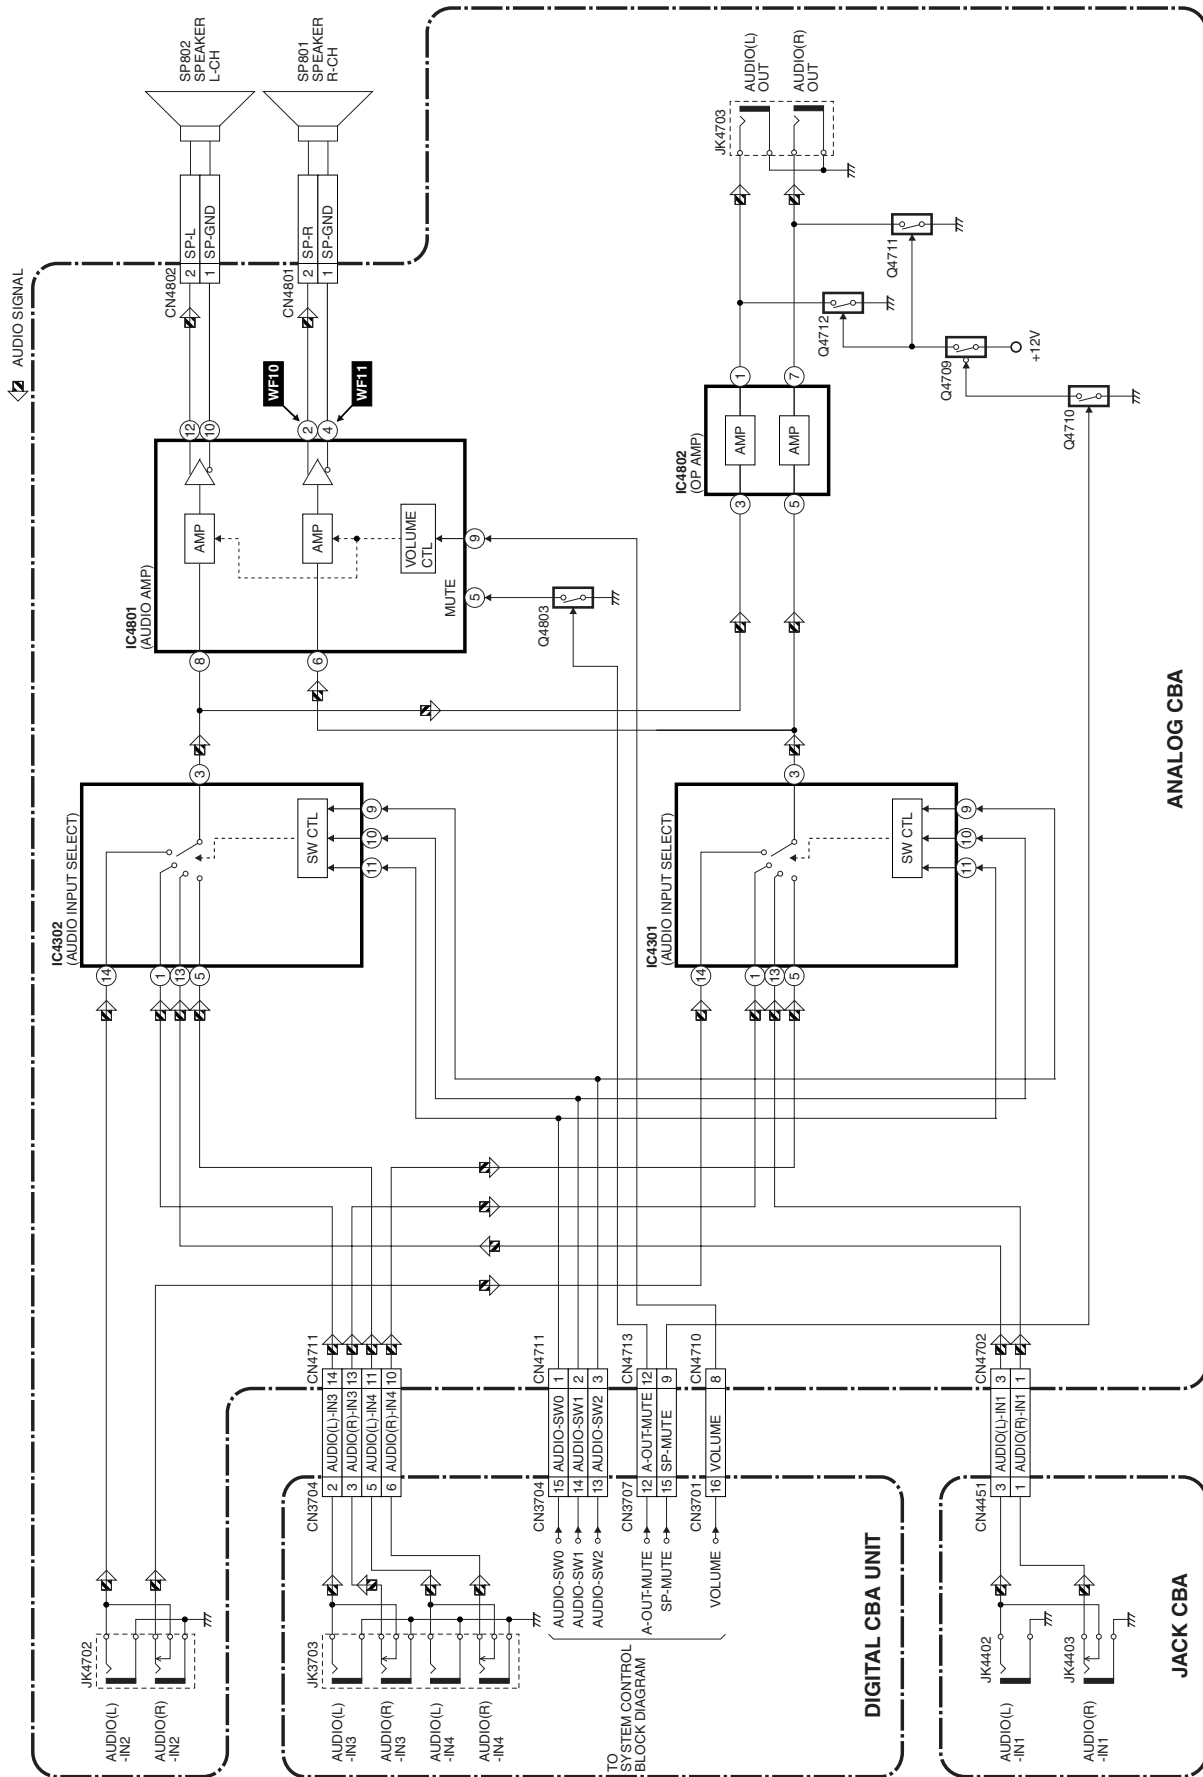 AUDIO SIGNAL
SP802
SPEAKER
L-CH
SP801
SPEAKER
R-CH
CN4802
2 SP-L
1 SP-GND
CN4801
2 SP-R
1 SP-GND
WF10
WF11
IC4801
(AUDIO AMP)
12
10
2
4
AMP
AMP
VOLUME
CTL
MUTE
8
6
5
9
Q4803
JK4703
AUDIO(L)
OUT
AUDIO(R)
OUT
IC4802
(OP AMP)
AMP
AMP
1
7
3
5
Q4711
Q4712
Q4709
+12V
Q4710
IC4302
(AUDIO INPUT SELECT)
3
SW CTL
9
10
11
14
1
13
5
IC4301
(AUDIO INPUT SELECT)
3
SW CTL
9
10
11
14
1
13
5
ANALOG CBA
JK4702
AUDIO(L)
-IN2
AUDIO(R)
-IN2
CN3704
CN4711
2 AUDIO(L)-IN3 14
3 AUDIO(R)-IN3 13
5 AUDIO(L)-IN4 11
6 AUDIO(R)-IN4 10
JK3703
AUDIO(L)
-IN3
AUDIO(R)
-IN3
AUDIO(L)
-IN4
AUDIO(R)
-IN4
CN3704
CN4711
AUDIO-SW0 15 AUDIO-SW0 1
AUDIO-SW1 14 AUDIO-SW1 2
AUDIO-SW2 13 AUDIO-SW2 3
CN3707
CN4713
A-OUT-MUTE 12 A-OUT-MUTE 12
SP-MUTE 15 SP-MUTE 9
CN3701
CN4710
VOLUME 16 VOLUME 8
TO
SYSTEM CONTROL
BLOCK DIAGRAM
DIGITAL CBA UNIT
CN4451
CN4702
3 AUDIO(L)-IN1 3
1 AUDIO(R)-IN1 1
JK4402
AUDIO(L)
-IN1
JK4403
AUDIO(R)
-IN1
JACK CBA